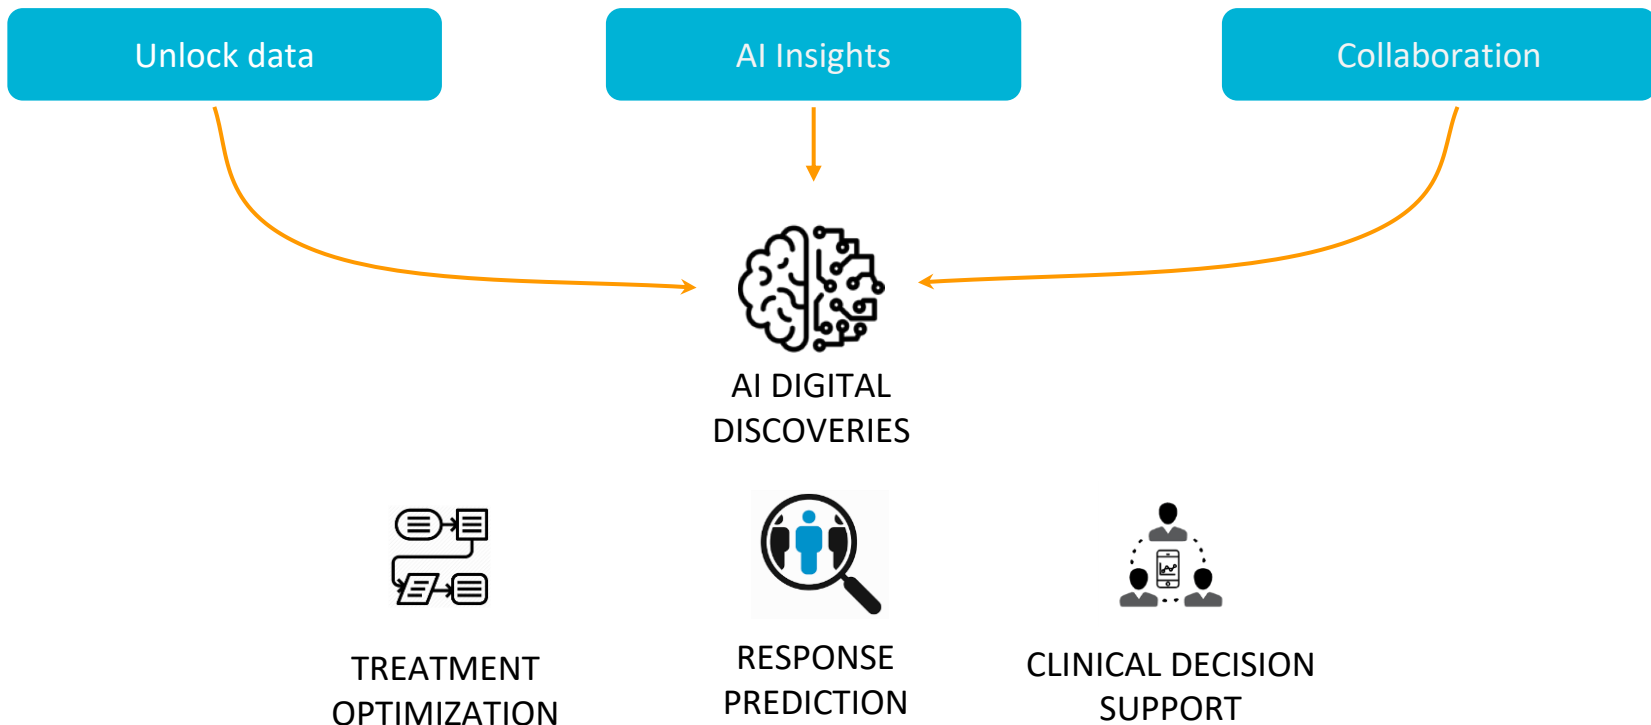 Unlock data
AI Insights
Collaboration
AI DIGITAL
DISCOVERIES
TREATMENT
OPTIMIZATION
RESPONSE
PREDICTION
CLINICAL DECISION
SUPPORT